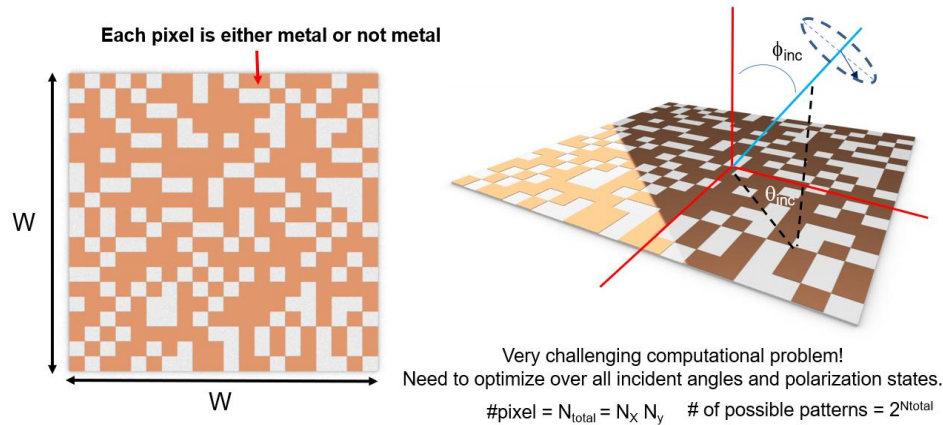 Each pixel is either metal or not metal
W
W
ϕinc
θinc
Very challenging computational problem!
Need to optimize over all incident angles and polarization states.
#pixel = Ntotal = NX Ny # of possible patterns = 2Ntotal